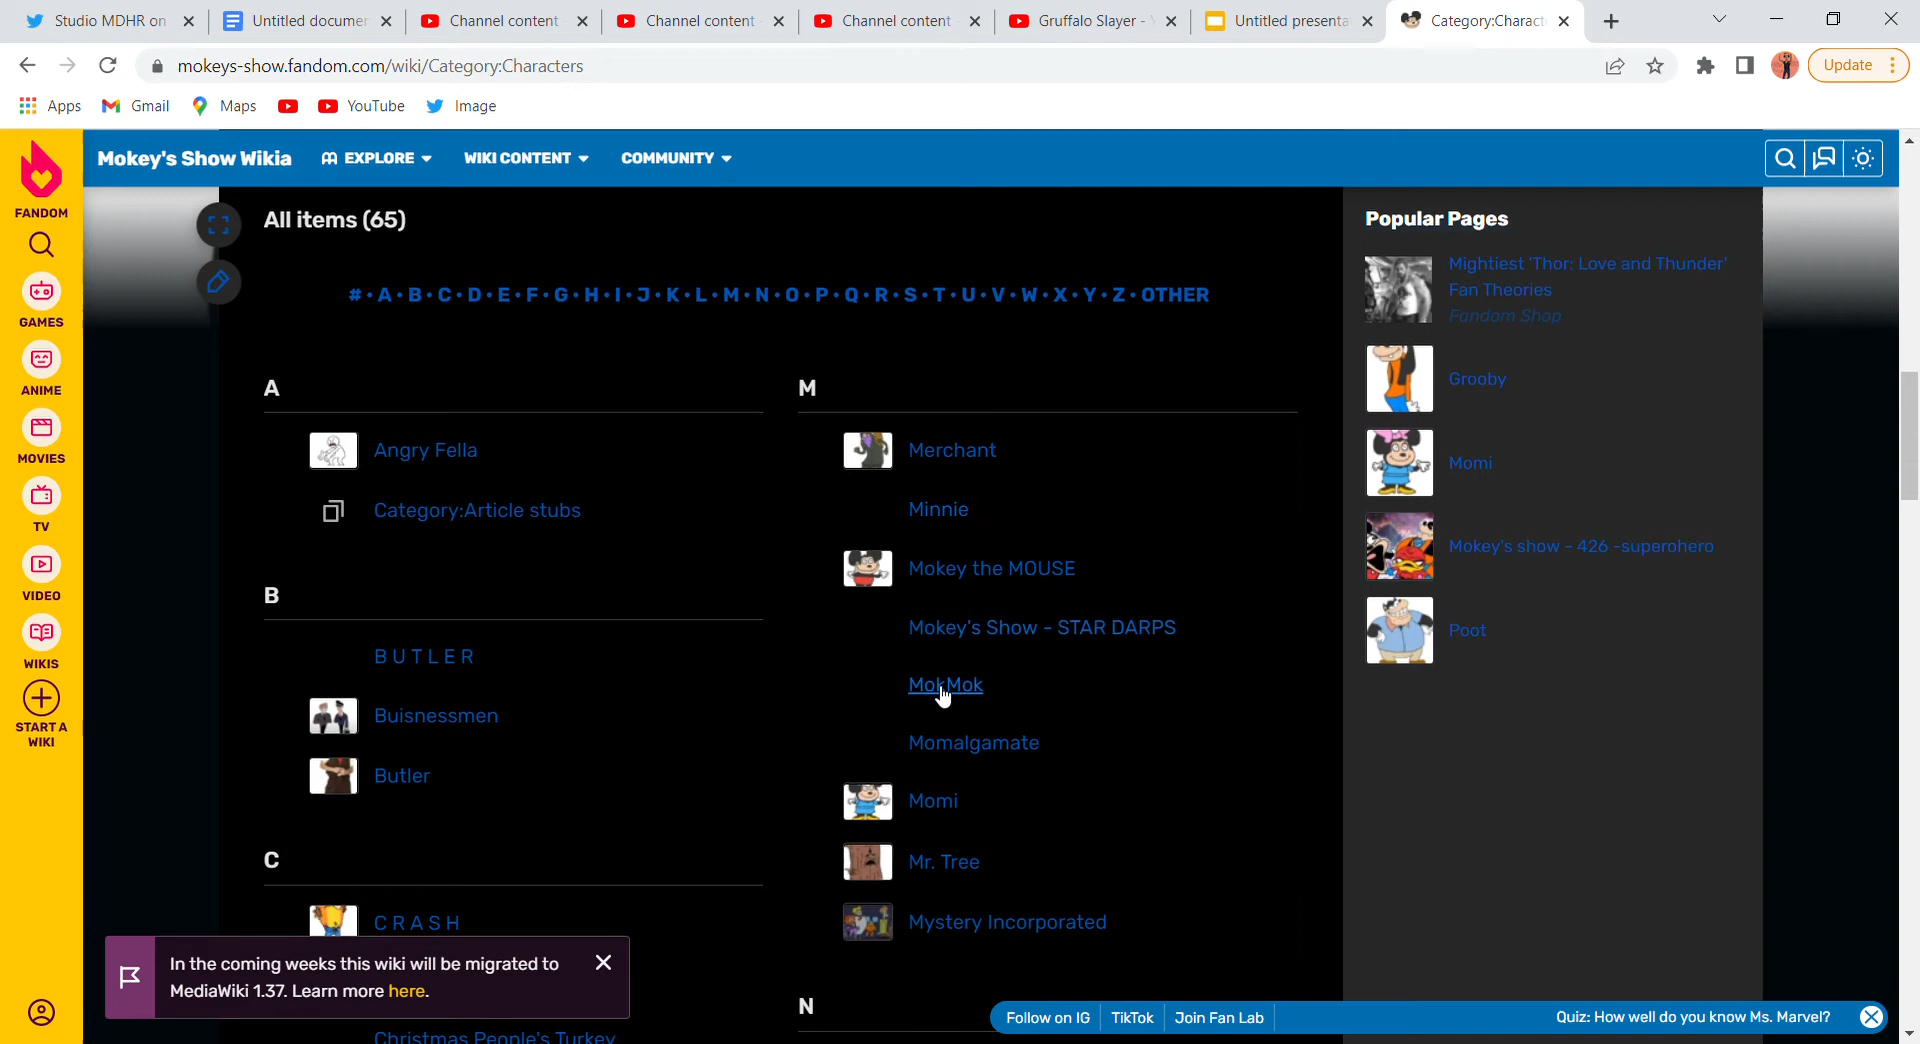 Studio MDHR on
Untitled documen
Channel content
Channel content
Channel content
Gruffalo Slayer - Y
Untitled presenta
Category:Charact
mokeys-show.fandom.com/wiki/Category:Characters
Update
Apps
Gmail
Maps
YouTube
Image
FANDOM
GAMES
ANIME
MOVIES
TV
VIDEO
WIKIS
START A
WIKI
Mokey's Show Wikia
EXPLORE
WIKI CONTENT
COMMUNITY
All items (65)
# • A • B • C • D • E • F • G • H • I • J • K • L • M • N • O • P • Q • R • S • T • U • V • W • X • Y • Z • OTHER
A
Angry Fella
Category:Article stubs
B
B U T L E R
Buisnessmen
Butler
C
C R A S H
Christmas People's Turkey
M
Merchant
Minnie
Mokey the MOUSE
Mokey's Show - STAR DARPS
MokMok
Momalgamate
Momi
Mr. Tree
Mystery Incorporated
N
Popular Pages
Mightiest 'Thor: Love and Thunder'
Fan Theories
Fandom Shop
Grooby
Momi
Mokey's show - 426 -superohero
Poot
In the coming weeks this wiki will be migrated to
MediaWiki 1.37. Learn more here.
Follow on IG
TikTok
Join Fan Lab
Quiz: How well do you know Ms. Marvel?